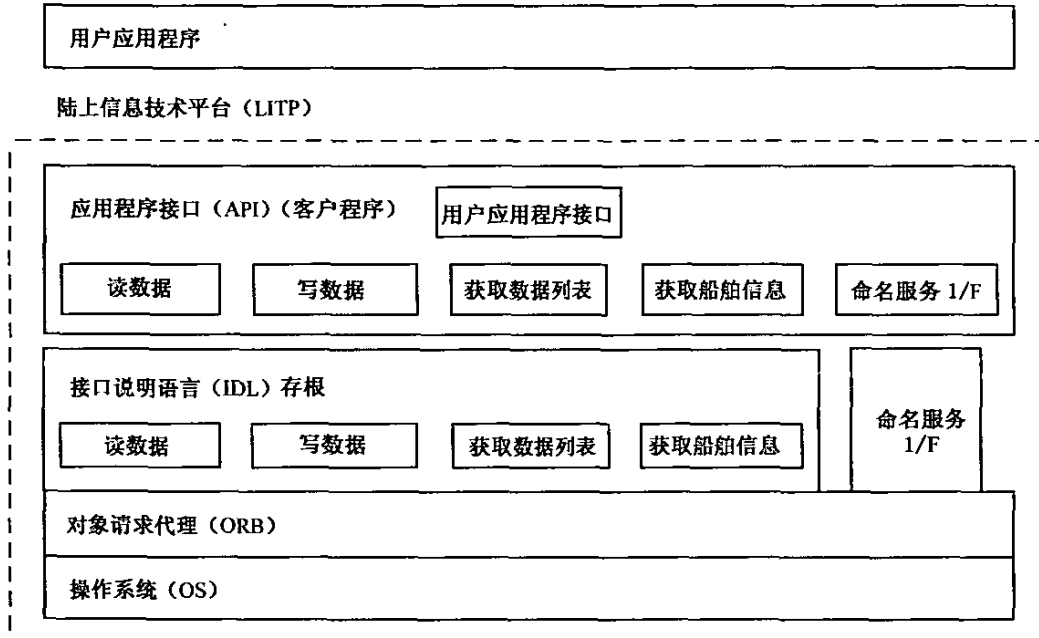 用户应用程序
陆上信息技术平台（LITP）
应用程序接口（API）（客户程序）
用户应用程序接口
读数据
写数据
获取数据列表
获取船舶信息
命名服务 1/F
接口说明语言（IDL）存根
读数据
写数据
获取数据列表
获取船舶信息
命名服务
1/F
对象请求代理（ORB）
操作系统（OS）